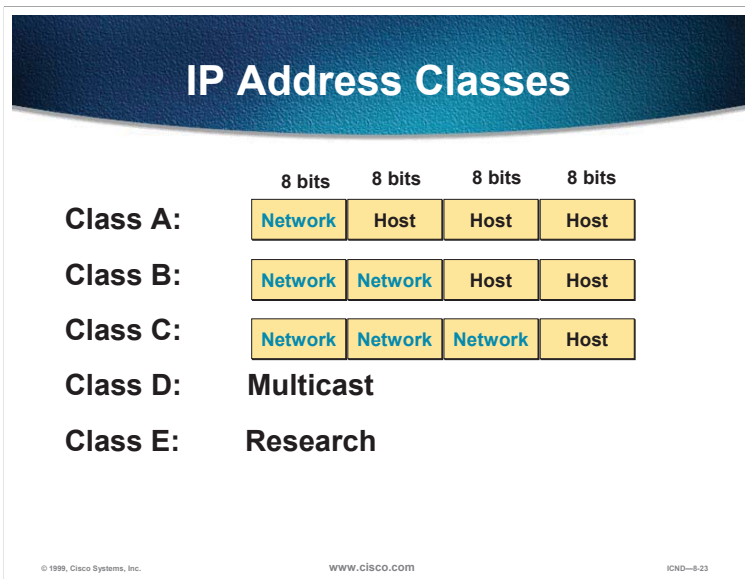 IP Address Classes
8 bits 8 bits 8 bits 8 bits
Class A: Network Host Host Host
Class B: Network Network Host Host
Class C: Network Network Network Host
Class D: Multicast
Class E: Research
© 1999, Cisco Systems, Inc. www.cisco.com ICND—8-23